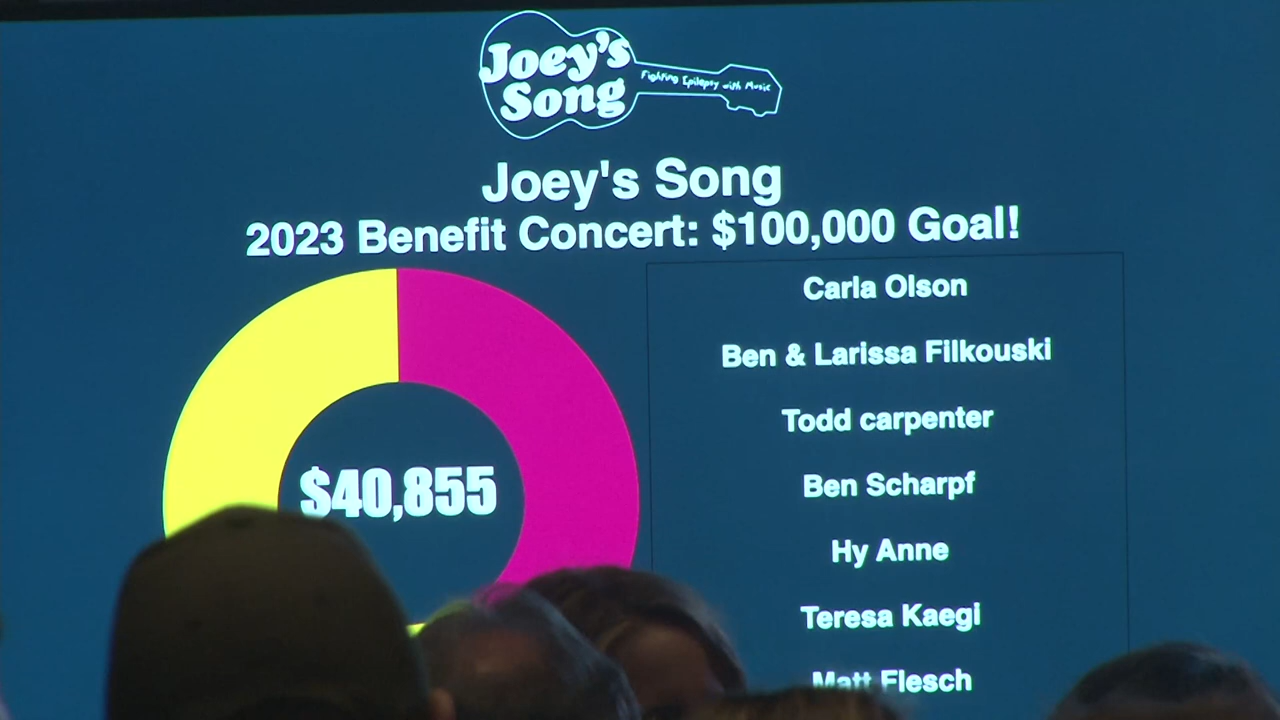 Joey's
Song
Fighting Epilepsy with Music
Joey's Song
2023 Benefit Concert: $100,000 Goal!
$40,855
Carla Olson
Ben & Larissa Filkouski
Todd carpenter
Ben Scharpf
Hy Anne
Teresa Kaegi
Matt Flesch